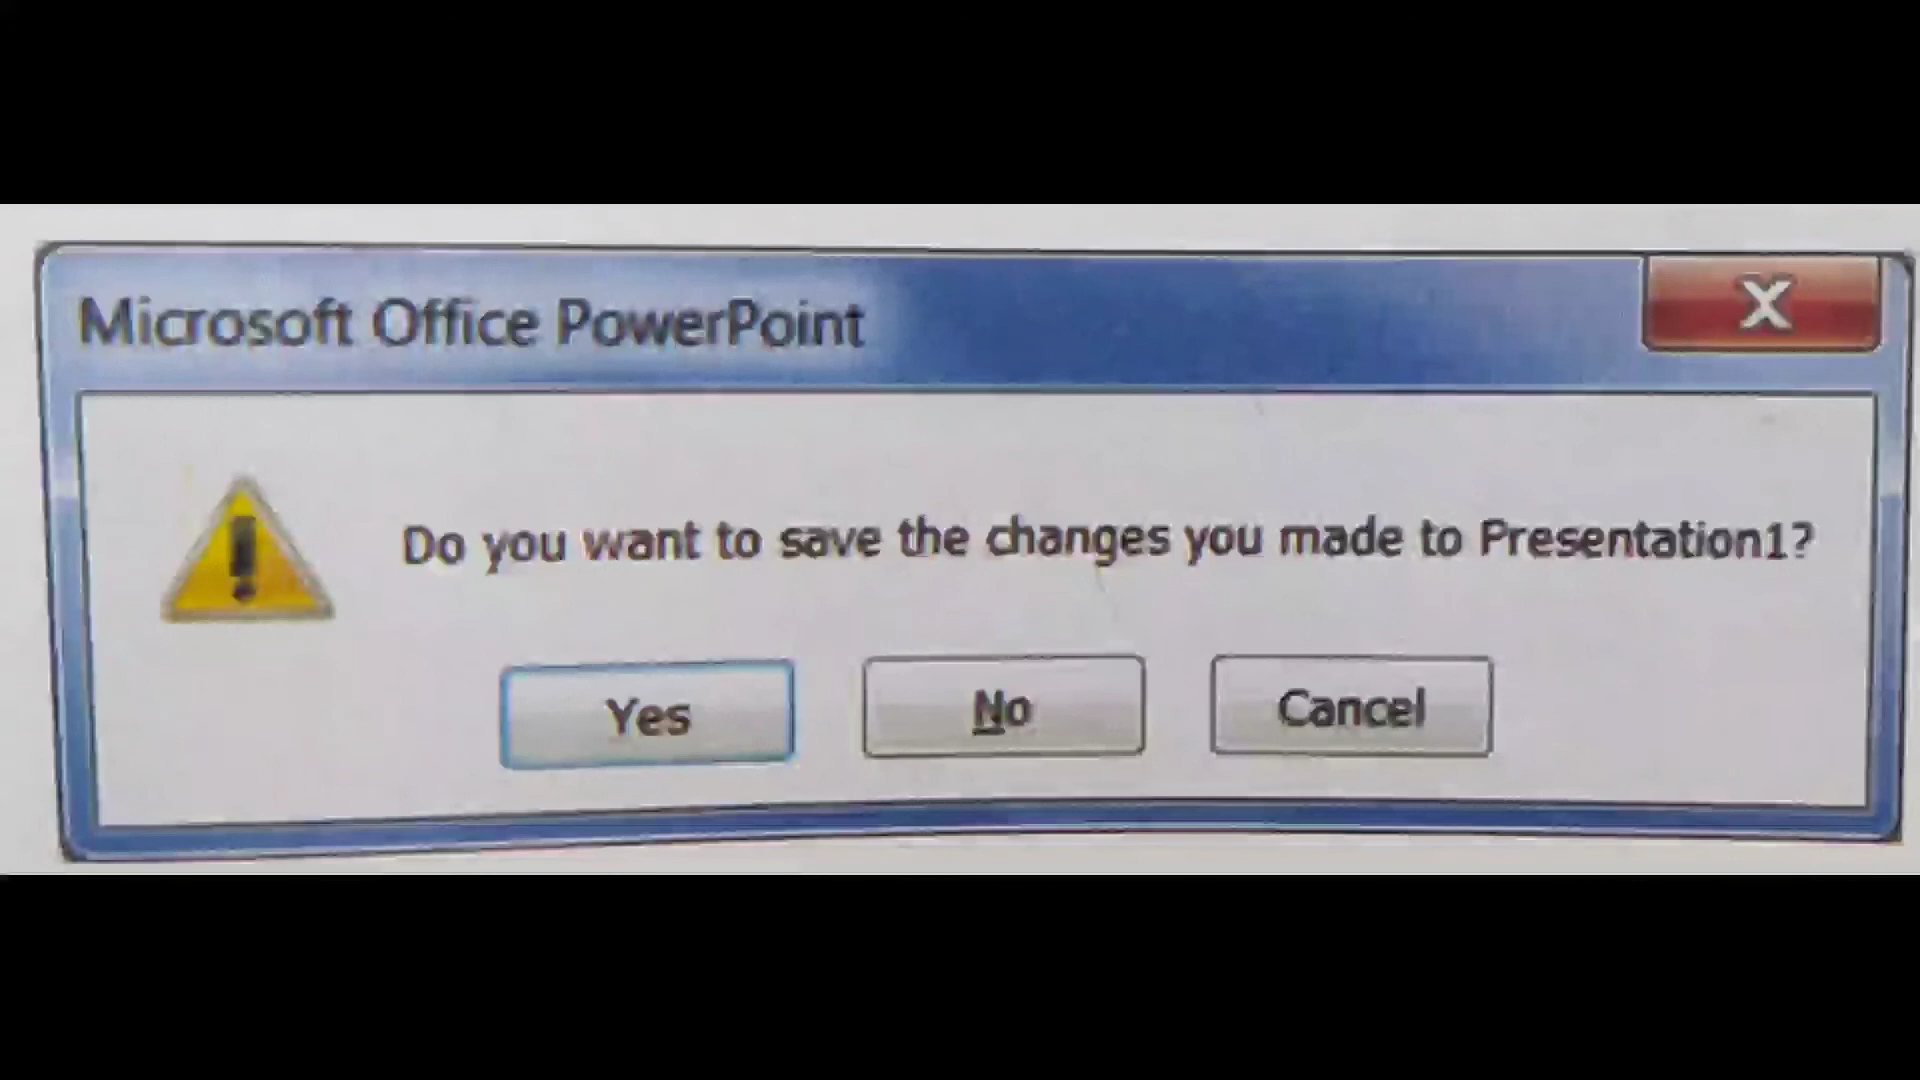 Microsoft Office PowerPoint
X
Do you want to save the changes you made to Presentation1?
Yes No Cancel